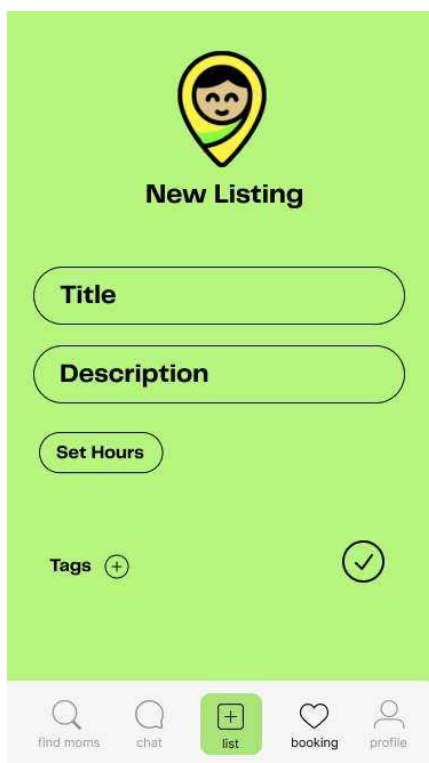 New Listing
Title
Description
Set Hours
Tags
find moms chat list booking profile